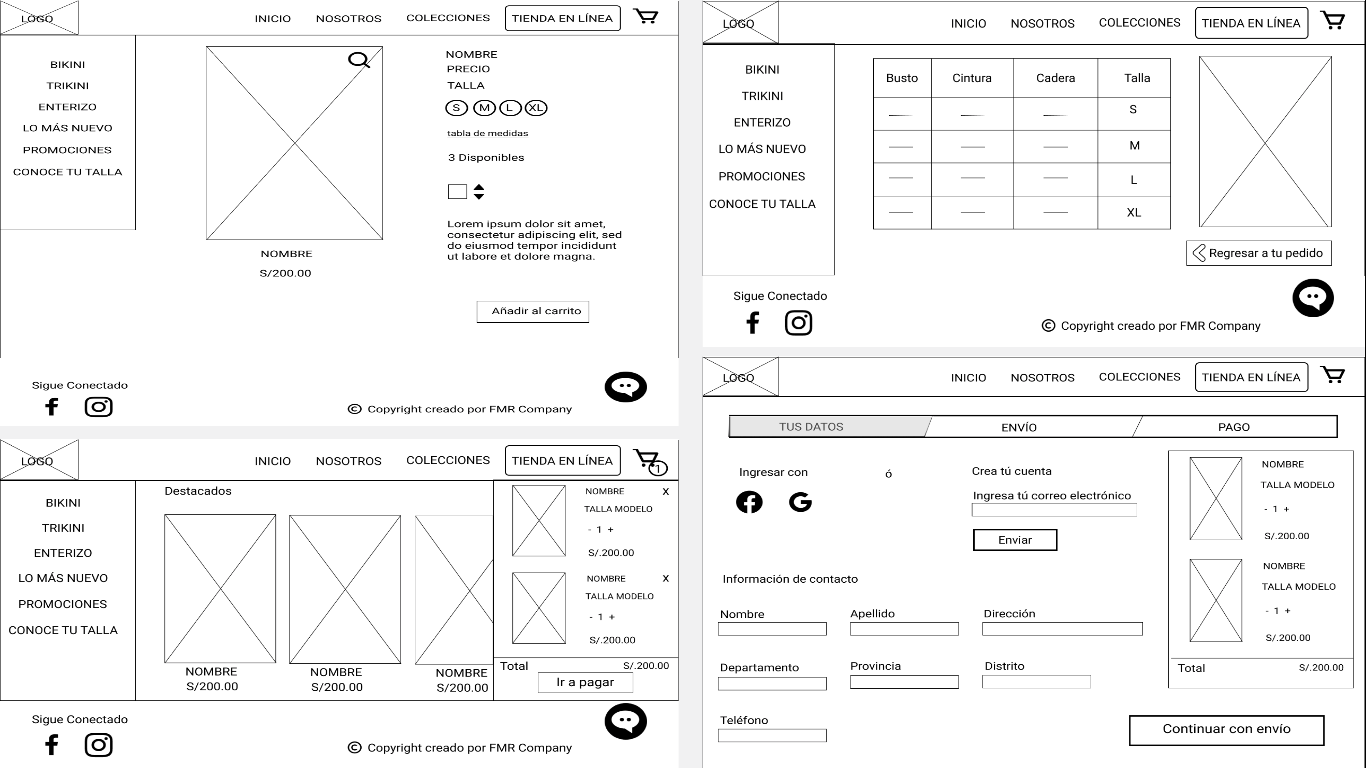 LOGO
INICIO NOSOTROS COLECCIONES TIENDA EN LÍNEA
BIKINI
TRIKINI
ENTERIZO
LO MÁS NUEVO
PROMOCIONES
CONOCE TU TALLA
NOMBRE
S/200.00
NOMBRE
PRECIO
TALLA
S M L XL
tabla de medidas
3 Disponibles
Lorem ipsum dolor sit amet,
consectetur adipiscing elit, sed
do eiusmod tempor incididunt
ut labore et dolore magna.
Añadir al carrito
Sigue Conectado
© Copyright creado por FMR Company
LOGO
INICIO NOSOTROS COLECCIONES TIENDA EN LÍNEA
BIKINI
TRIKINI
ENTERIZO
LO MÁS NUEVO
PROMOCIONES
CONOCE TU TALLA
Busto Cintura Cadera Talla
S
M
L
XL
Regresar a tu pedido
Sigue Conectado
© Copyright creado por FMR Company
LOGO
INICIO NOSOTROS COLECCIONES TIENDA EN LÍNEA 1
BIKINI
TRIKINI
ENTERIZO
LO MÁS NUEVO
PROMOCIONES
CONOCE TU TALLA
Destacados
NOMBRE NOMBRE NOMBRE
S/200.00 S/200.00 S/200.00
NOMBRE X
TALLA MODELO
- 1 +
S/.200.00
NOMBRE X
TALLA MODELO
- 1 +
S/.200.00
Total S/.200.00
Ir a pagar
Sigue Conectado
© Copyright creado por FMR Company
LOGO
INICIO NOSOTROS COLECCIONES TIENDA EN LÍNEA
TUS DATOS ENVÍO PAGO
Ingresar con ó Crea tú cuenta
Ingresa tú correo electrónico
Enviar
Información de contacto
Nombre Apellido Dirección
Departamento Provincia Distrito
Teléfono
NOMBRE
TALLA MODELO
- 1 +
S/.200.00
NOMBRE
TALLA MODELO
- 1 +
S/.200.00
Total S/.200.00
Continuar con envío